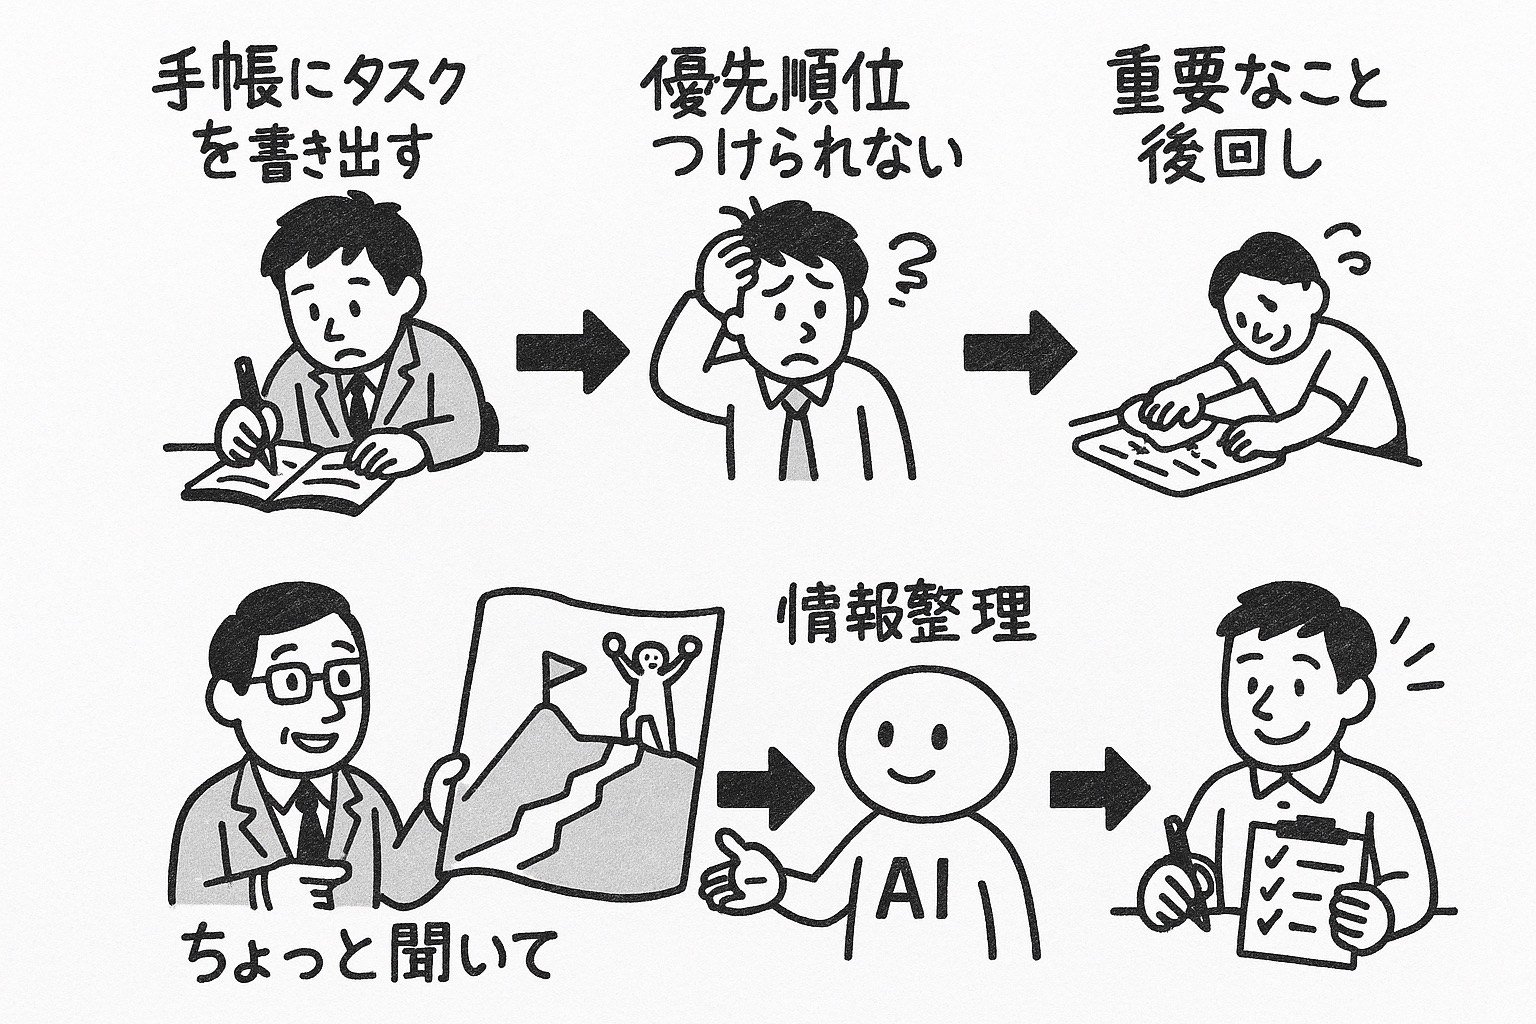 手帳にタスク
を書き出す
優先順位
つけられない
重要なこと
後回し
情報整理
AI
ちょっと聞いて